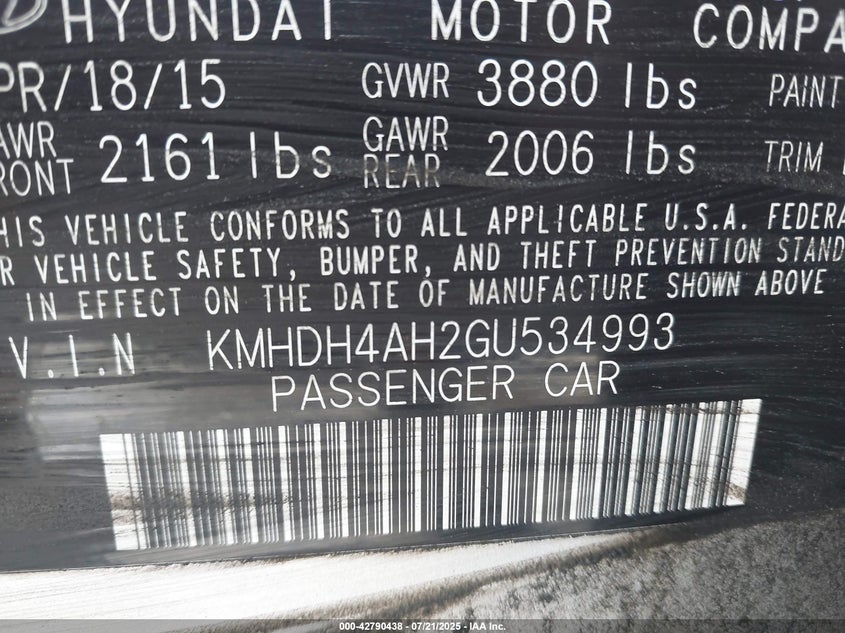 HYUNDAI MOTOR COMPA
PR/18/15 GVWR 3880 lbs PAINT
AWR FRONT 2161 lbs GAWR REAR 2006 lbs TRIM
HIS VEHICLE CONFORMS TO ALL APPLICABLE U.S.A. FEDERA
R VEHICLE SAFETY, BUMPER, AND THEFT PREVENTION STAND
IN EFFECT ON THE DATE OF MANUFACTURE SHOWN ABOVE
V.I.N KMHDH4AH2GU534993
PASSENGER CAR
000-42790438 - 07/21/2025 - IAA Inc.